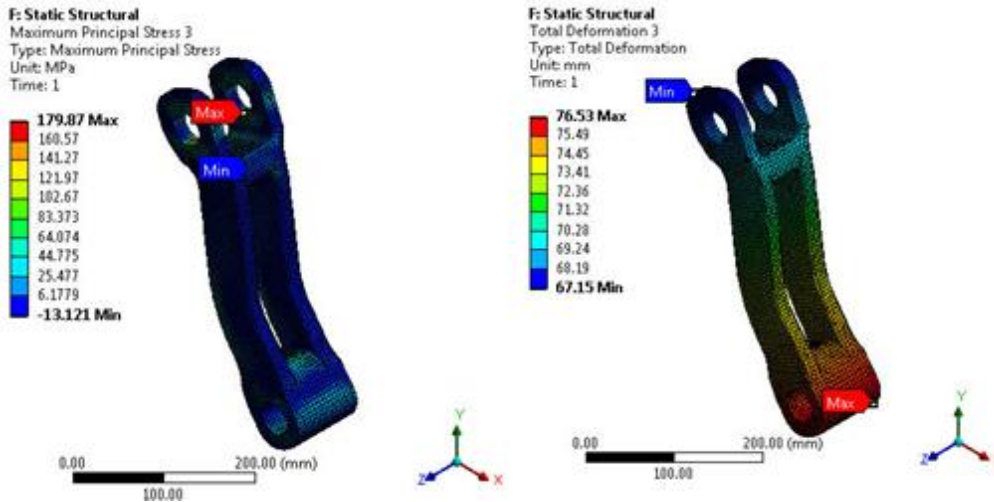 F: Static Structural
Maximum Principal Stress 3
Type: Maximum Principal Stress
Unit: MPa
Time: 1
179.87 Max
160.57
141.27
121.97
102.67
83.373
64.074
44.775
25.477
6.1779
-13.121 Min
Max
Min
0.00
200.00 (mm)
100.00
Y
Z
X
F: Static Structural
Total Deformation 3
Type: Total Deformation
Unit: mm
Time: 1
76.53 Max
75.49
74.45
73.41
72.36
71.32
70.28
69.24
68.19
67.15 Min
Min
Max
0.00
200.00 (mm)
100.00
Y
Z